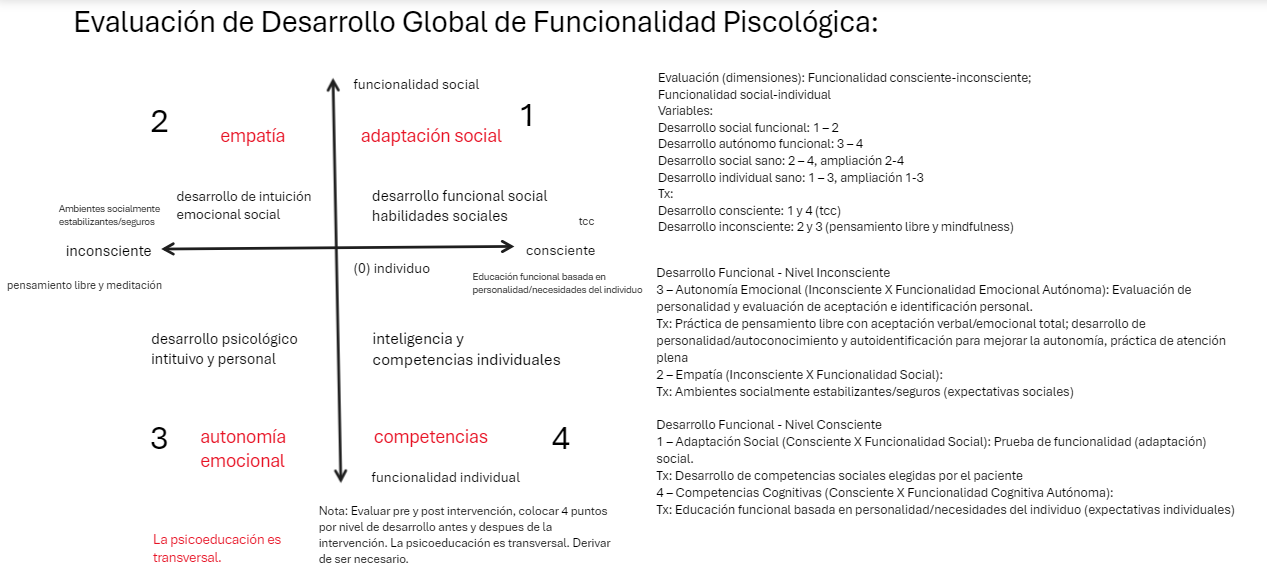 Evaluación de Desarrollo Global de Funcionalidad Piscológica:
funcionalidad social
2
1
empatía
adaptación social
desarrollo de intuición
emocional social
desarrollo funcional social
habilidades sociales
Ambientes socialmente
estabilizantes/seguros
tcc
inconsciente
consciente
(0) individuo
pensamiento libre y meditación
Educación funcional basada en
personalidad/necesidades del individuo
desarrollo psicológico
intituivo y personal
inteligencia y
competencias individuales
3
autonomía
emocional
competencias
4
funcionalidad individual
La psicoeducación es
transversal.
Nota: Evaluar pre y post intervención, colocar 4 puntos
por nivel de desarrollo antes y despues de la
intervención. La psicoeducación es transversal. Derivar
de ser necesario.
Evaluación (dimensiones): Funcionalidad consciente-inconsciente;
Funcionalidad social-individual
Variables:
Desarrollo social funcional: 1 – 2
Desarrollo autónomo funcional: 3 – 4
Desarrollo social sano: 2 – 4, ampliación 2-4
Desarrollo individual sano: 1 – 3, ampliación 1-3
Tx:
Desarrollo consciente: 1 y 4 (tcc)
Desarrollo inconsciente: 2 y 3 (pensamiento libre y mindfulness)
Desarrollo Funcional - Nivel Inconsciente
3 – Autonomía Emocional (Inconsciente X Funcionalidad Emocional Autónoma): Evaluación de
personalidad y evaluación de aceptación e identificación personal.
Tx: Práctica de pensamiento libre con aceptación verbal/emocional total; desarrollo de
personalidad/autoconocimiento y autoidentificación para mejorar la autonomía, práctica de atención
plena
2 – Empatía (Inconsciente X Funcionalidad Social):
Tx: Ambientes socialmente estabilizantes/seguros (expectativas sociales)
Desarrollo Funcional - Nivel Consciente
1 – Adaptación Social (Consciente X Funcionalidad Social): Prueba de funcionalidad (adaptación)
social.
Tx: Desarrollo de competencias sociales elegidas por el paciente
4 – Competencias Cognitivas (Consciente X Funcionalidad Cognitiva Autónoma):
Tx: Educación funcional basada en personalidad/necesidades del individuo (expectativas individuales)